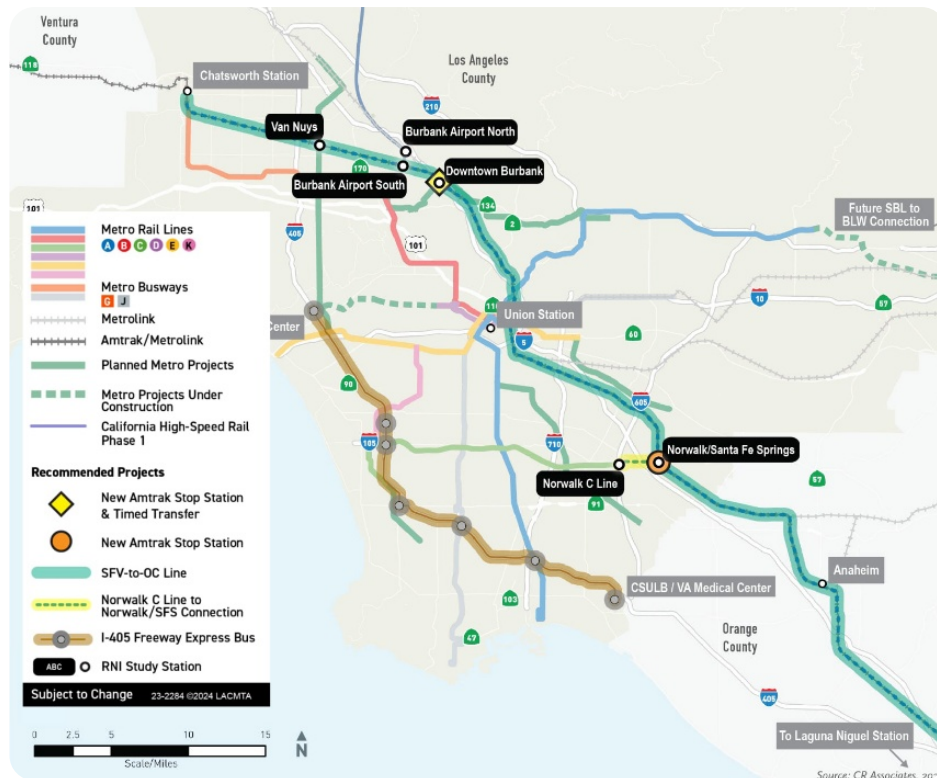 Ventura
County
118
Chatsworth Station
Los Angeles
County
210
Van Nuys
Burbank Airport North
170
Downtown Burbank
Burbank Airport South
134
2
101
101
405
Future SBL to
BLW Connection
Metro Rail Lines
A B C D E K
Metro Busways
G J
Metrolink
Amtrak/Metrolink
Planned Metro Projects
Metro Projects Under
Construction
California High-Speed Rail
Phase 1
Recommended Projects
New Amtrak Stop Station
& Timed Transfer
New Amtrak Stop Station
SFV-to-OC Line
Norwalk C Line to
Norwalk/SFS Connection
I-405 Freeway Express Bus
ABC RNI Study Station
Subject to Change 23-2284 ©2024 LACMTA
10
57
110
Union Station
Center
5
60
90
605
105
710
Norwalk/Santa Fe Springs
Norwalk C Line
91
57
Anaheim
CSULB / VA Medical Center
103
47
Orange
County
405
To Laguna Niguel Station
0 2.5 5 10 15
Scale/Miles
N
Source: CR Associates, 20